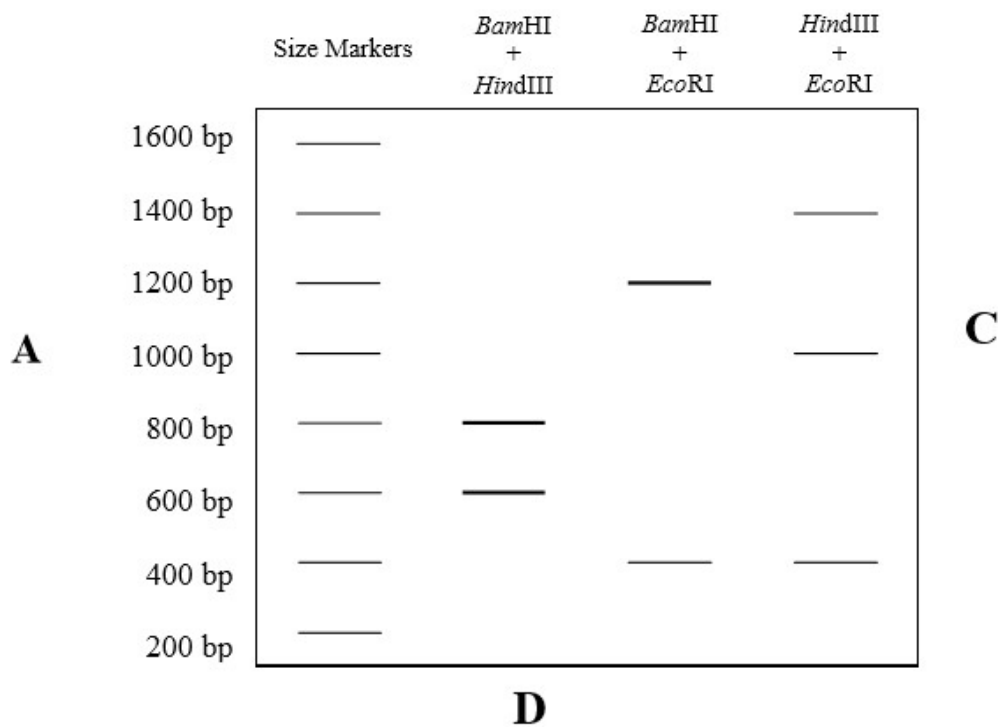 Size Markers
BamHI
+
HindIII
BamHI
+
EcoRI
HindIII
+
EcoRI
1600 bp
1400 bp
1200 bp
1000 bp
800 bp
600 bp
400 bp
200 bp
A
C
D